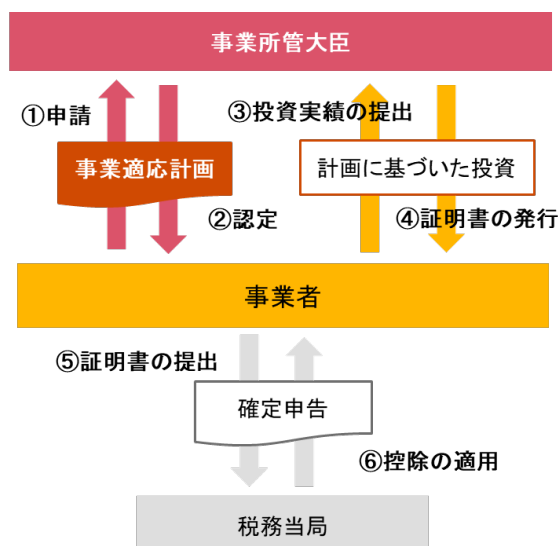 事業所管大臣
①申請
③投資実績の提出
事業適応計画
計画に基づいた投資
②認定
④証明書の発行
事業者
⑤証明書の提出
確定申告
⑥控除の適用
税務当局